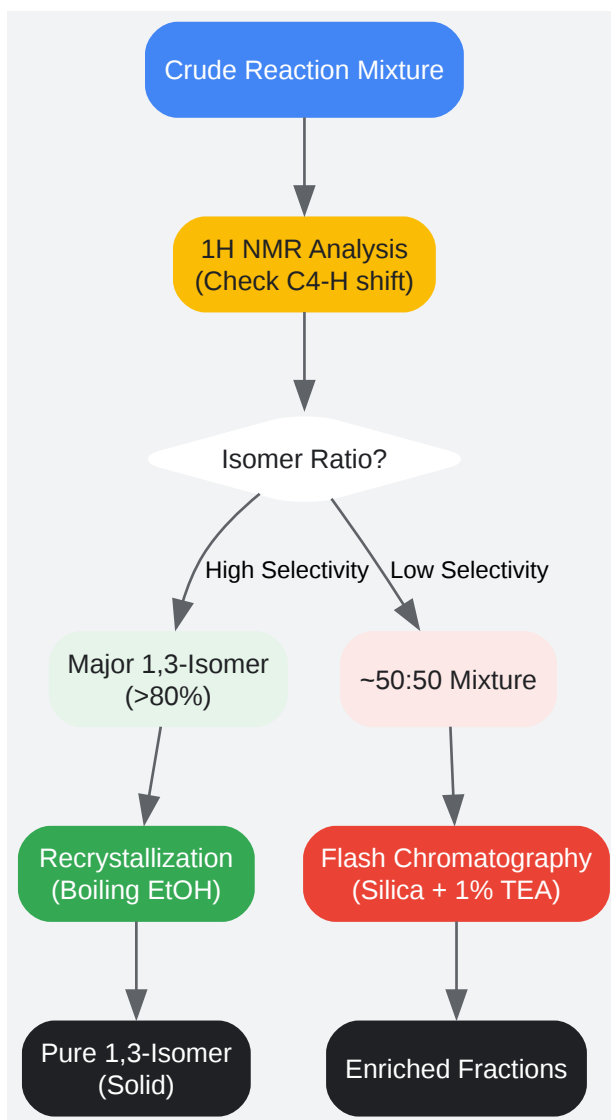 Crude Reaction Mixture
1H NMR Analysis
(Check C4-H shift)
Isomer Ratio?
High Selectivity
Low Selectivity
Major 1,3-Isomer
(>80%)
~50:50 Mixture
Recrystallization
(Boiling EtOH)
Flash Chromatography
(Silica + 1% TEA)
Pure 1,3-Isomer
(Solid)
Enriched Fractions